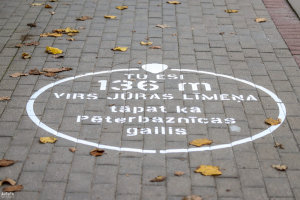 TU ESI
136 m
VIRS JŪRAS LĪMEŅA
tāpat kā
Pēterbaznīcas
gailis